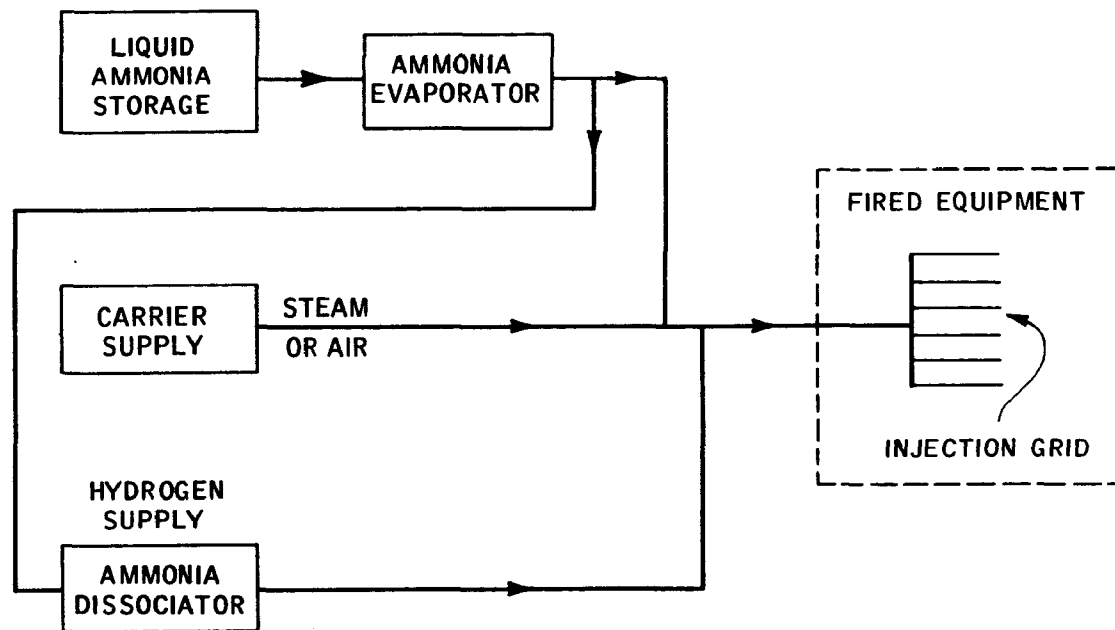 LIQUID
AMMONIA
STORAGE
AMMONIA
EVAPORATOR
FIRED EQUIPMENT
CARRIER
SUPPLY
STEAM
OR AIR
INJECTION GRID
HYDROGEN
SUPPLY
AMMONIA
DISSOCIATOR